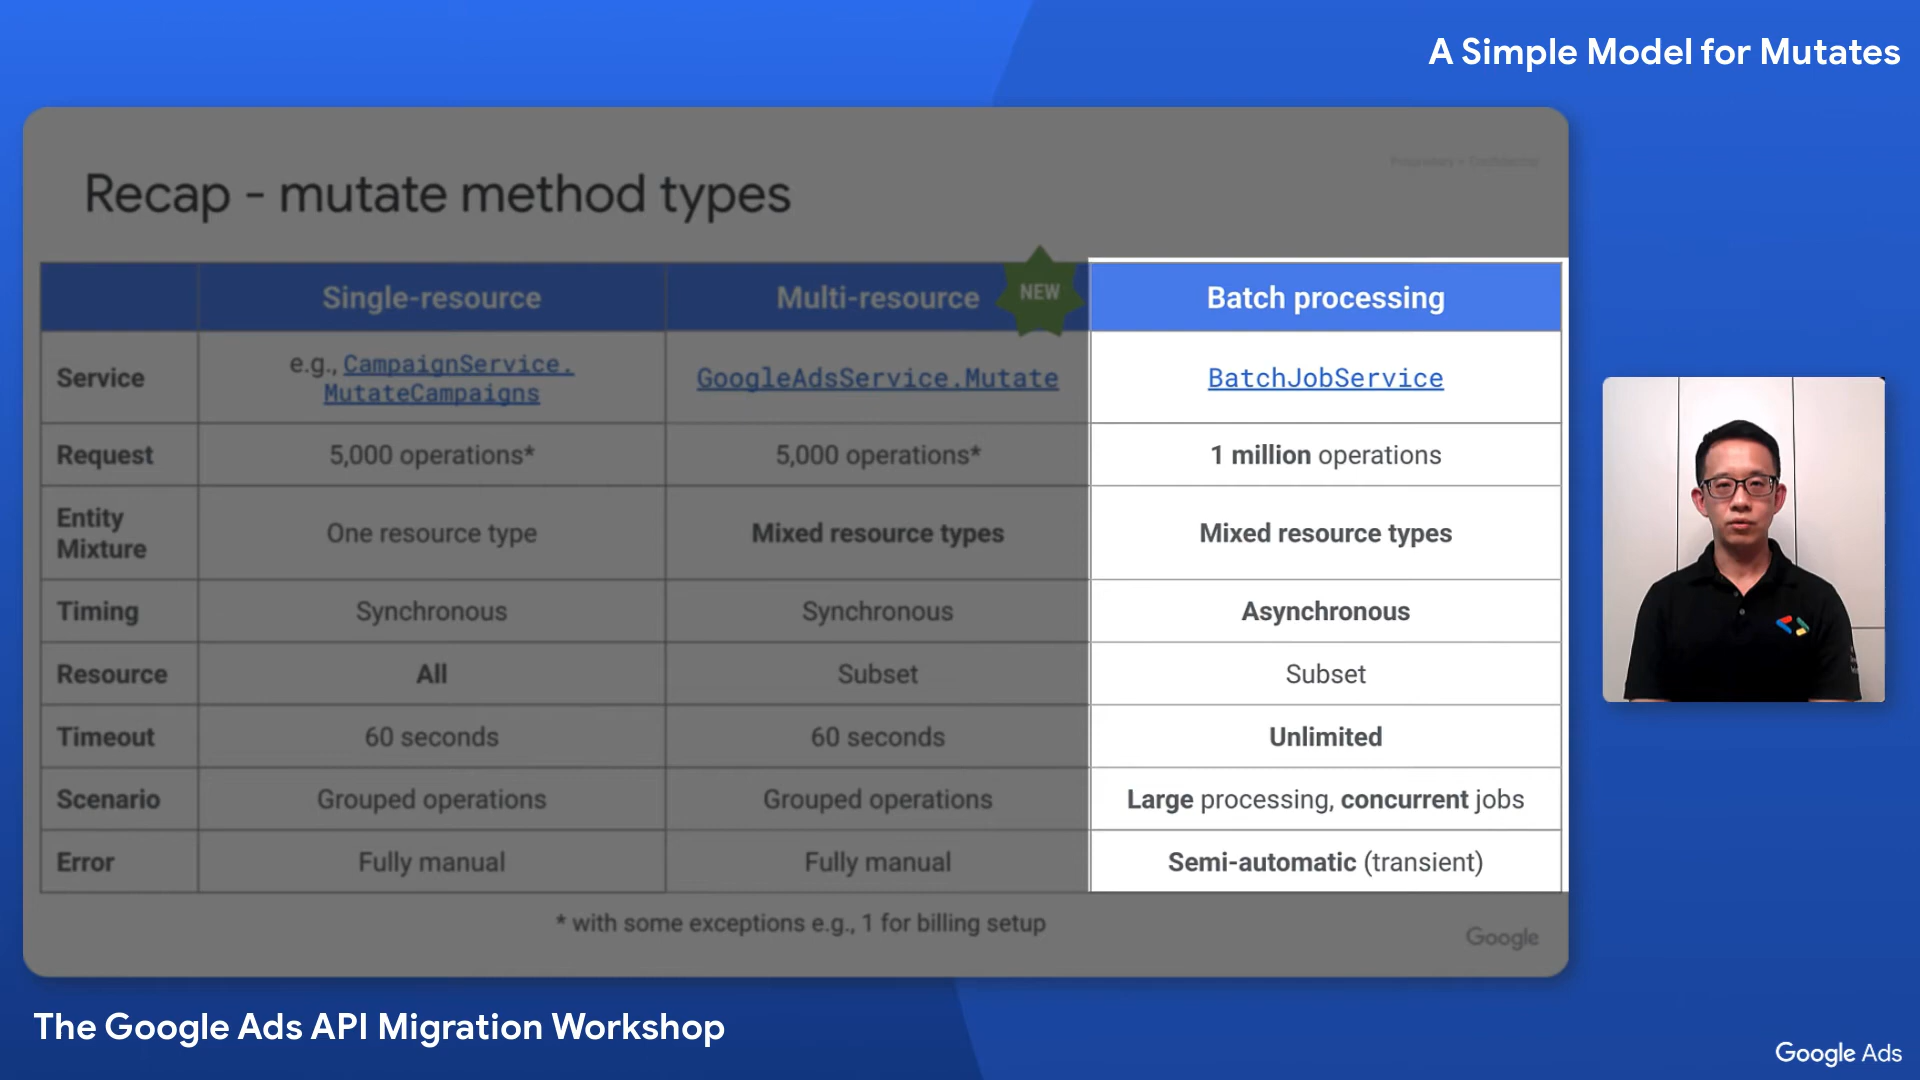 A Simple Model for Mutates
Proprietary + Confidential
Recap - mutate method types
Single-resource
Multi-resource
NEW
Batch processing
Service
e.g., CampaignService.
MutateCampaigns
GoogleAdsService.Mutate
BatchJobService
Request
5,000 operations*
5,000 operations*
1 million operations
Entity
Mixture
One resource type
Mixed resource types
Mixed resource types
Timing
Synchronous
Synchronous
Asynchronous
Resource
All
Subset
Subset
Timeout
60 seconds
60 seconds
Unlimited
Scenario
Grouped operations
Grouped operations
Large processing, concurrent jobs
Error
Fully manual
Fully manual
Semi-automatic (transient)
* with some exceptions e.g., 1 for billing setup
Google
The Google Ads API Migration Workshop
Google Ads